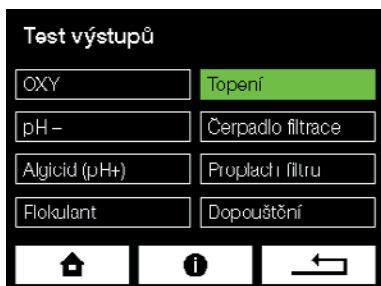 Test výstupů
OXY
Topení
pH –
Čerpadlo filtrace
Algicid (pH+)
Proplach filtru
Flokulant
Dopouštění